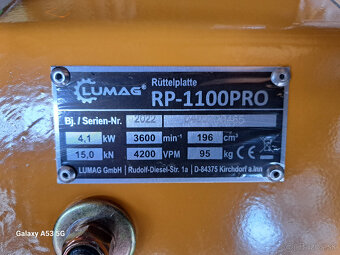 LUMAG®
Rüttelplatte
RP-1100PRO
Bj. / Serien-Nr. 2022
4,1 kW 3600 min⁻¹ 196 cm³
15,0 kN 4200 VPM 95 kg CE
LUMAG GmbH | Rudolf-Diesel-Str. 1a | D-84375 Kirchdorf a.Inn
Galaxy A53 5G